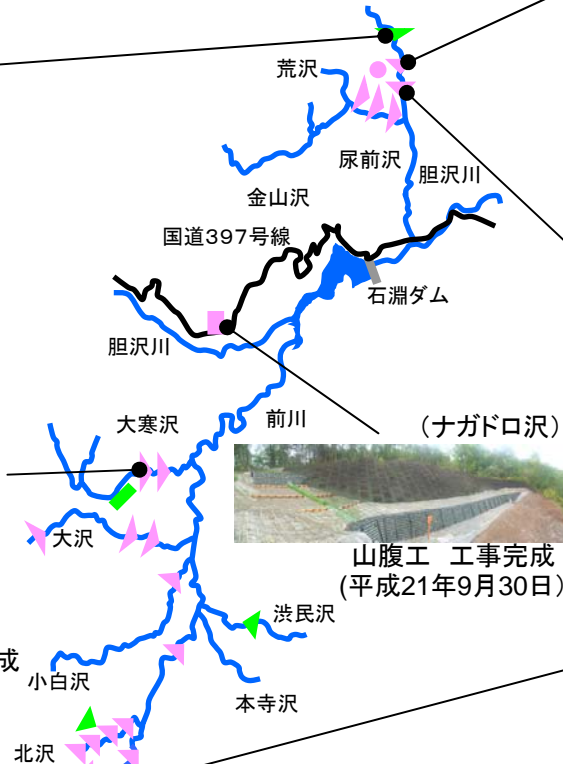 荒沢
尿前沢
胆沢川
金山沢
国道397号線
石淵ダム
胆沢川
前川
大寒沢
（ナガドロ沢）
大沢
山腹工 工事完成
(平成21年9月30日)
渋民沢
成
小白沢
本寺沢
北沢